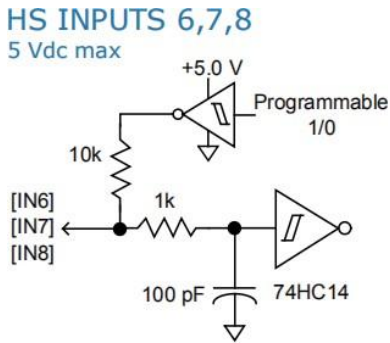 HS INPUTS 6,7,8
5 Vdc max
+5.0 V
Programmable
1/0
10k
[IN6]
[IN7]
[IN8]
1k
100 pF
74HC14